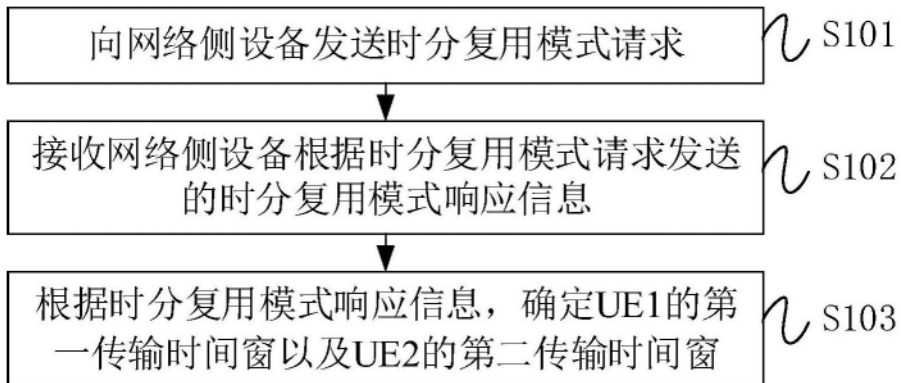 向网络侧设备发送时分复用模式请求
S101
接收网络侧设备根据时分复用模式请求发送
的时分复用模式响应信息
S102
根据时分复用模式响应信息，确定UE1的第
一传输时间窗以及UE2的第二传输时间窗
S103